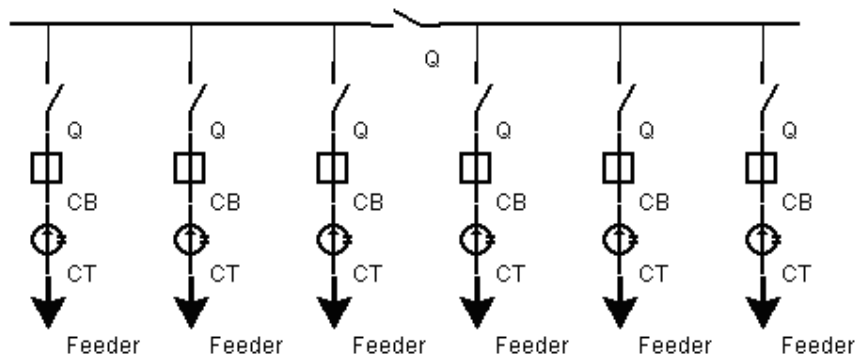 Q
Q Q Q Q Q Q
CB CB CB CB CB CB
CT CT CT CT CT CT
Feeder Feeder Feeder Feeder Feeder Feeder